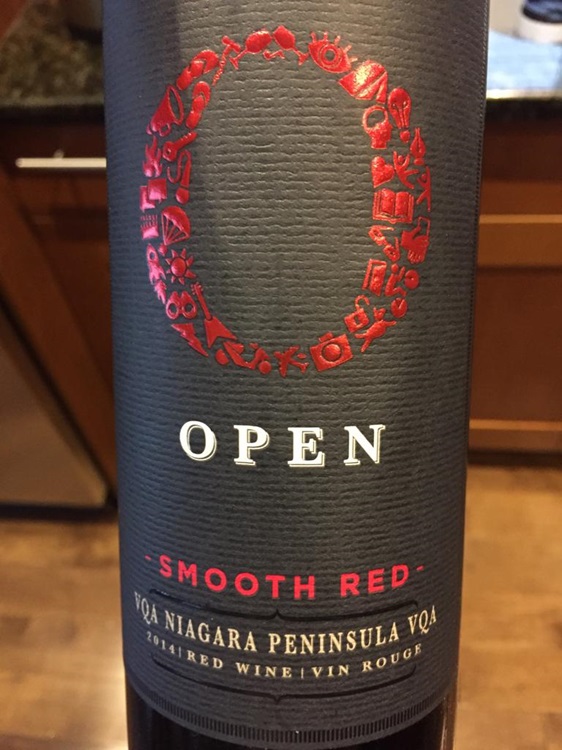 OPEN
-SMOOTH RED-
VQA NIAGARA PENINSULA VQA
2014|RED WINE|VIN ROUGE